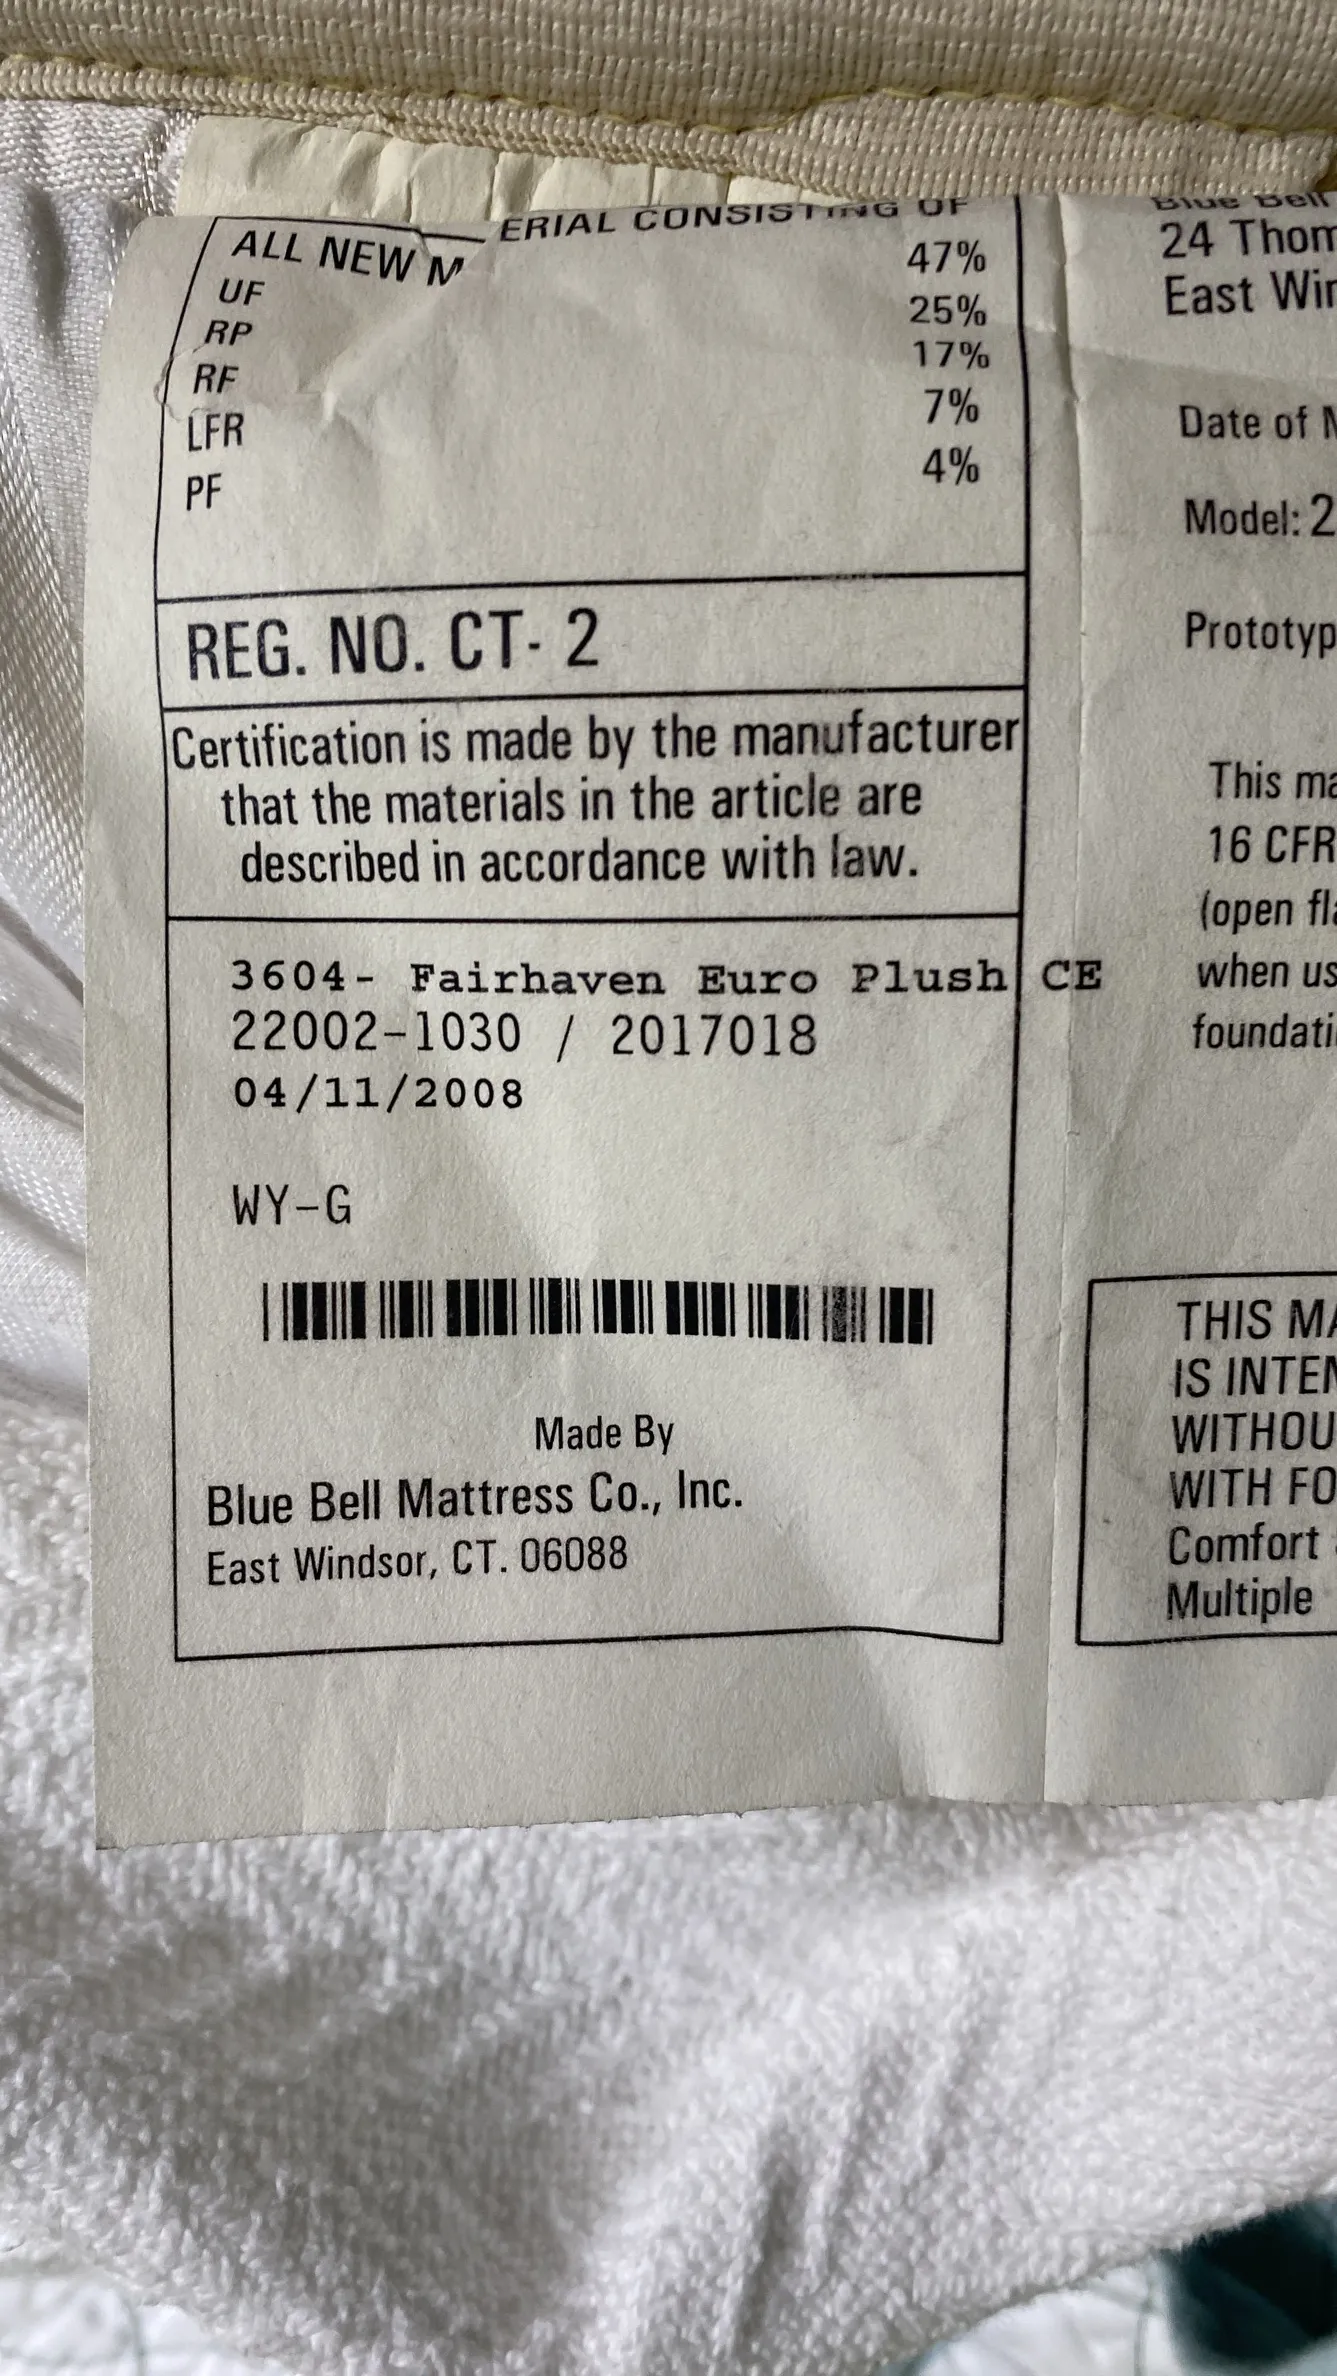 ALL NEW M ERIAL CONSISTING OF
UF 47%
RP 25%
RF 17%
LFR 7%
PF 4%
REG. NO. CT- 2
Certification is made by the manufacturer
that the materials in the article are
described in accordance with law.
3604- Fairhaven Euro Plush CE
22002-1030 / 2017018
04/11/2008
WY-G
Made By
Blue Bell Mattress Co., Inc.
East Windsor, CT. 06088
Blue Bell
24 Thom
East Win
Date of M
Model: 2
Prototyp
This ma
16 CFR
(open fla
when us
foundati
THIS MA
IS INTEN
WITHOU
WITH FO
Comfort
Multiple